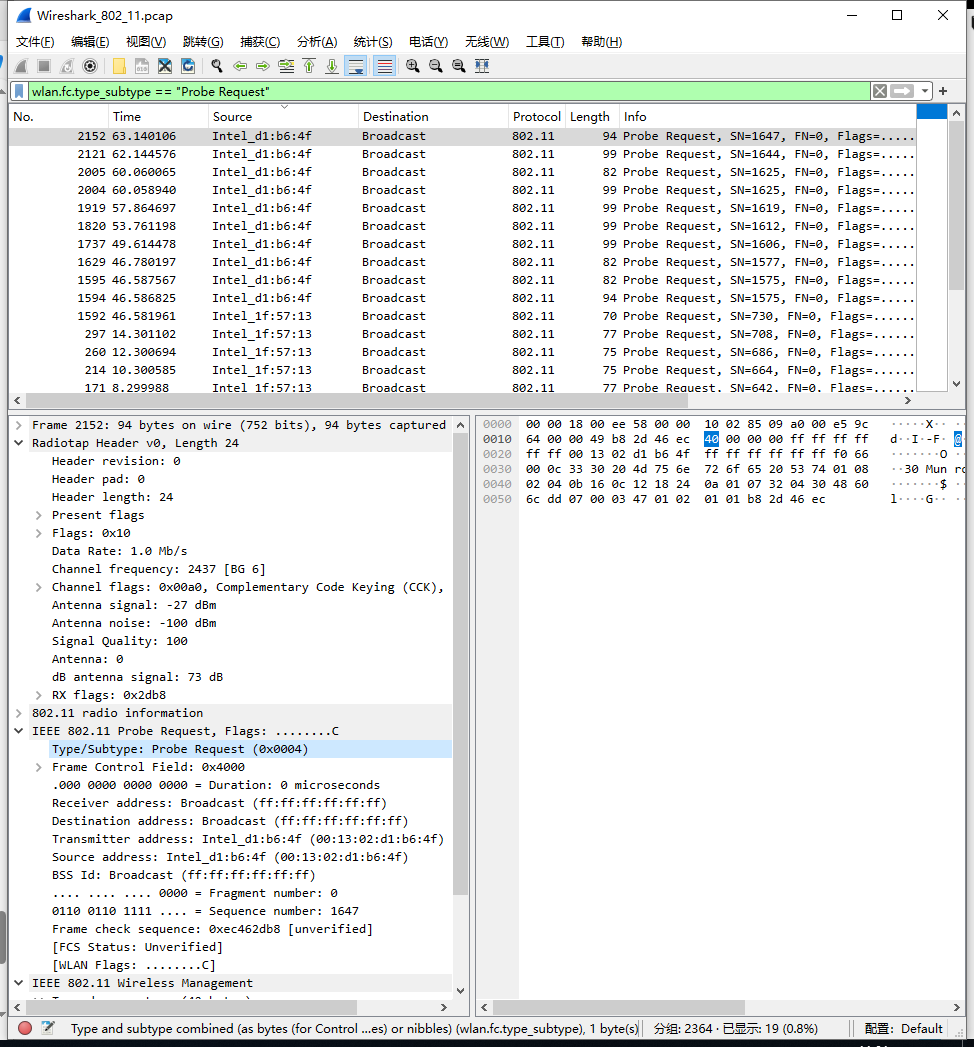 Wireshark_802_11.pcap
文件(F) 编辑(E) 视图(V) 跳转(G) 捕获(C) 分析(A) 统计(S) 电话(Y) 无线(W) 工具(T) 帮助(H)
wlan.fc.type_subtype == "Probe Request"
No. Time Source Destination Protocol Length Info
2152 63.140106 Intel_d1:b6:4f Broadcast 802.11 94 Probe Request, SN=1647, FN=0, Flags=.....
2121 62.144576 Intel_d1:b6:4f Broadcast 802.11 99 Probe Request, SN=1644, FN=0, Flags=.....
2005 60.060065 Intel_d1:b6:4f Broadcast 802.11 82 Probe Request, SN=1625, FN=0, Flags=.....
2004 60.058940 Intel_d1:b6:4f Broadcast 802.11 99 Probe Request, SN=1625, FN=0, Flags=.....
1919 57.864697 Intel_d1:b6:4f Broadcast 802.11 99 Probe Request, SN=1619, FN=0, Flags=.....
1820 53.761198 Intel_d1:b6:4f Broadcast 802.11 99 Probe Request, SN=1612, FN=0, Flags=.....
1737 49.614478 Intel_d1:b6:4f Broadcast 802.11 99 Probe Request, SN=1606, FN=0, Flags=.....
1629 46.780197 Intel_d1:b6:4f Broadcast 802.11 82 Probe Request, SN=1577, FN=0, Flags=.....
1595 46.587567 Intel_d1:b6:4f Broadcast 802.11 82 Probe Request, SN=1575, FN=0, Flags=.....
1594 46.586825 Intel_d1:b6:4f Broadcast 802.11 94 Probe Request, SN=1575, FN=0, Flags=.....
1592 46.581961 Intel_1f:57:13 Broadcast 802.11 70 Probe Request, SN=730, FN=0, Flags=......
297 14.301102 Intel_1f:57:13 Broadcast 802.11 77 Probe Request, SN=708, FN=0, Flags=......
260 12.300694 Intel_1f:57:13 Broadcast 802.11 75 Probe Request, SN=686, FN=0, Flags=......
214 10.300585 Intel_1f:57:13 Broadcast 802.11 75 Probe Request, SN=664, FN=0, Flags=......
171 8.299988 Intel_1f:57:13 Broadcast 802.11 77 Probe Request, SN=642, FN=0, Flags=......
Frame 2152: 94 bytes on wire (752 bits), 94 bytes captured
Radiotap Header v0, Length 24
Header revision: 0
Header pad: 0
Header length: 24
Present flags
Flags: 0x10
Data Rate: 1.0 Mb/s
Channel frequency: 2437 [BG 6]
Channel flags: 0x00a0, Complementary Code Keying (CCK),
Antenna signal: -27 dBm
Antenna noise: -100 dBm
Signal Quality: 100
Antenna: 0
dB antenna signal: 73 dB
RX flags: 0x2db8
802.11 radio information
IEEE 802.11 Probe Request, Flags: ........C
Type/Subtype: Probe Request (0x0004)
Frame Control Field: 0x4000
.000 0000 0000 0000 = Duration: 0 microseconds
Receiver address: Broadcast (ff:ff:ff:ff:ff:ff)
Destination address: Broadcast (ff:ff:ff:ff:ff:ff)
Transmitter address: Intel_d1:b6:4f (00:13:02:d1:b6:4f)
Source address: Intel_d1:b6:4f (00:13:02:d1:b6:4f)
BSS Id: Broadcast (ff:ff:ff:ff:ff:ff)
.... .... .... 0000 = Fragment number: 0
0110 0110 1111 .... = Sequence number: 1647
Frame check sequence: 0xec462db8 [unverified]
[FCS Status: Unverified]
[WLAN Flags: ........C]
IEEE 802.11 Wireless Management
0000 00 00 18 00 ee 58 00 00 10 02 85 09 a0 00 e5 9c ·····X··
0010 64 00 00 49 b8 2d 46 ec 40 00 00 00 ff ff ff ff d··I·-F· @
0020 ff ff 00 13 02 d1 b6 4f ff ff ff ff ff ff f0 66 ·······O
0030 00 0c 33 30 20 4d 75 6e 72 6f 65 20 53 74 01 08 ··30 Mun ro
0040 02 04 0b 16 0c 12 18 24 0a 01 07 32 04 30 48 60 ·······$
0050 6c dd 07 00 03 47 01 02 01 01 b8 2d 46 ec l····G··
Type and subtype combined (as bytes (for Control ...es) or nibbles) (wlan.fc.type_subtype), 1 byte(s) 分组: 2364 · 已显示: 19 (0.8%) 配置: Default